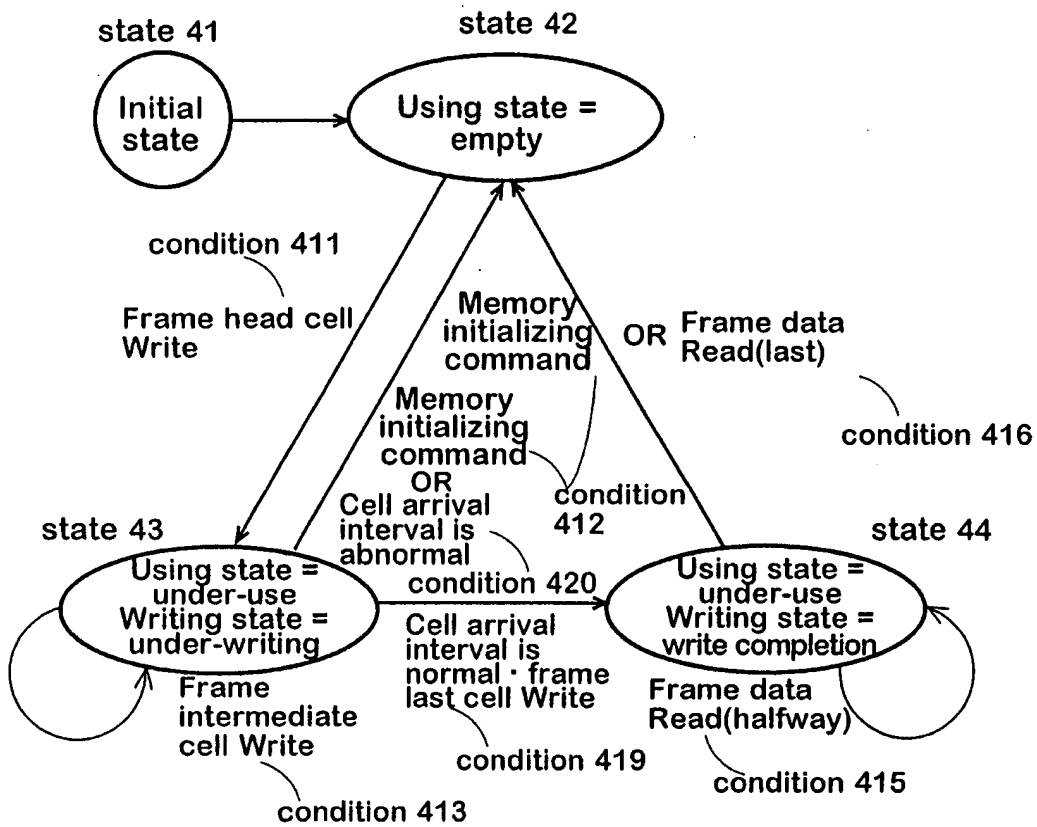 state 41
state 42
Initial
state
Using state =
empty
condition 411
Frame head cell
Write
Memory
initializing
command
OR
Frame data
Read(last)
condition 416
Memory
initializing
command
OR
Cell arrival
interval is
abnormal
condition
412
condition 420
state 43
Using state =
under-use
Writing state =
under-writing
state 44
Using state =
under-use
Writing state =
write completion
Cell arrival
interval is
normal · frame
last cell Write
condition 419
Frame
intermediate
cell Write
condition 413
Frame data
Read(halfway)
condition 415